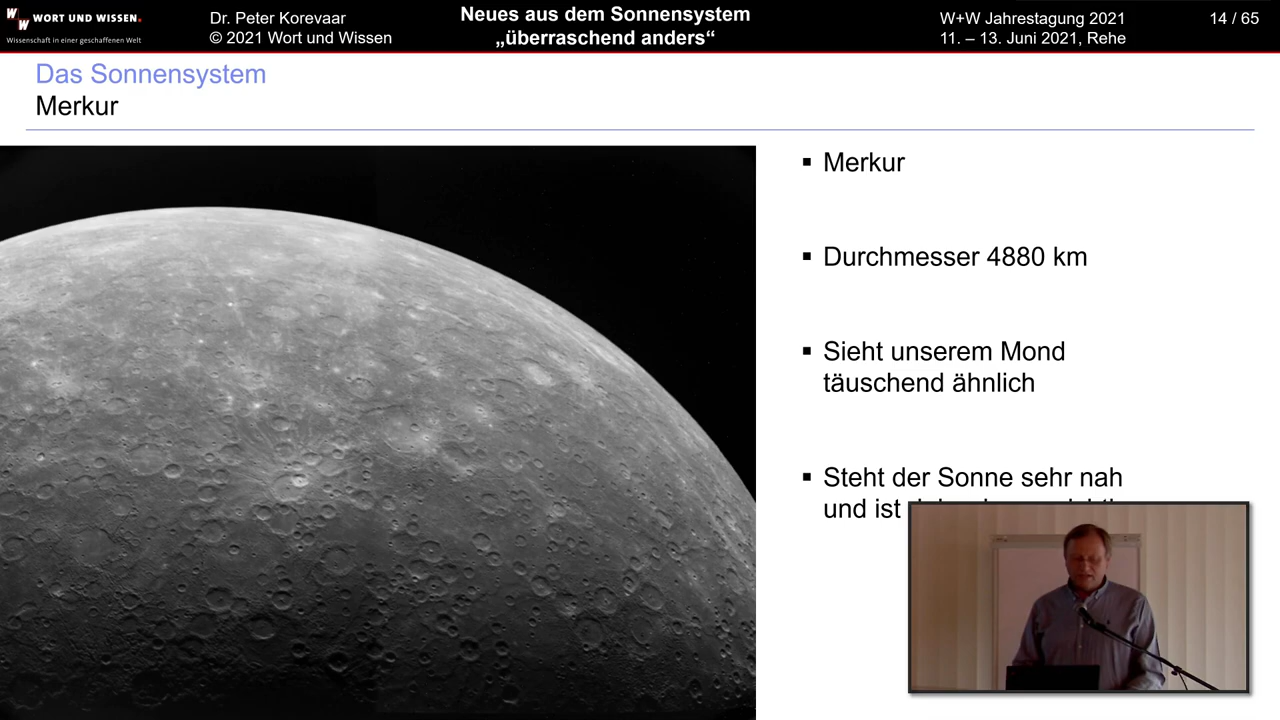 WORT UND WISSEN.
Wissenschaft in einer geschaffenen Welt
Dr. Peter Korevaar
© 2021 Wort und Wissen
Neues aus dem Sonnensystem
„überraschend anders“
W+W Jahrestagung 2021
11. – 13. Juni 2021, Rehe
14 / 65
Das Sonnensystem
Merkur
▪ Merkur
▪ Durchmesser 4880 km
▪ Sieht unserem Mond
täuschend ähnlich
▪ Steht der Sonne sehr nah
und ist